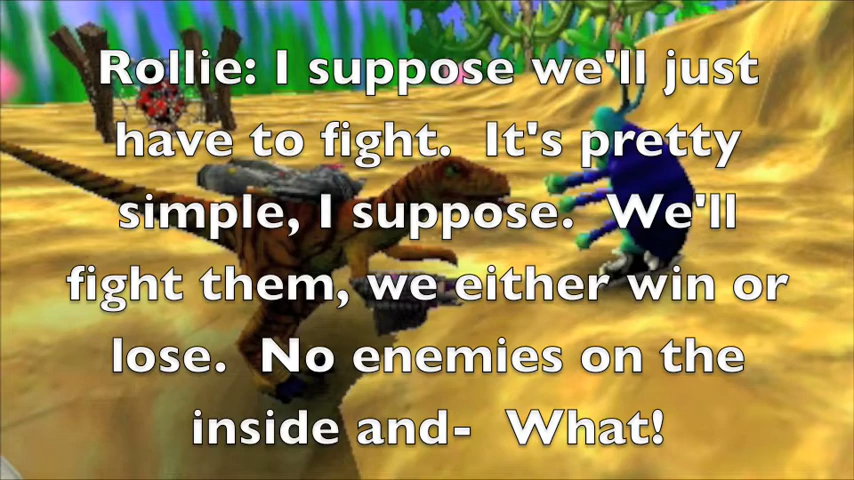 Rollie: I suppose we'll just
have to fight.  It's pretty
simple, I suppose.  We'll
fight them, we either win or
lose.  No enemies on the
inside and-  What!